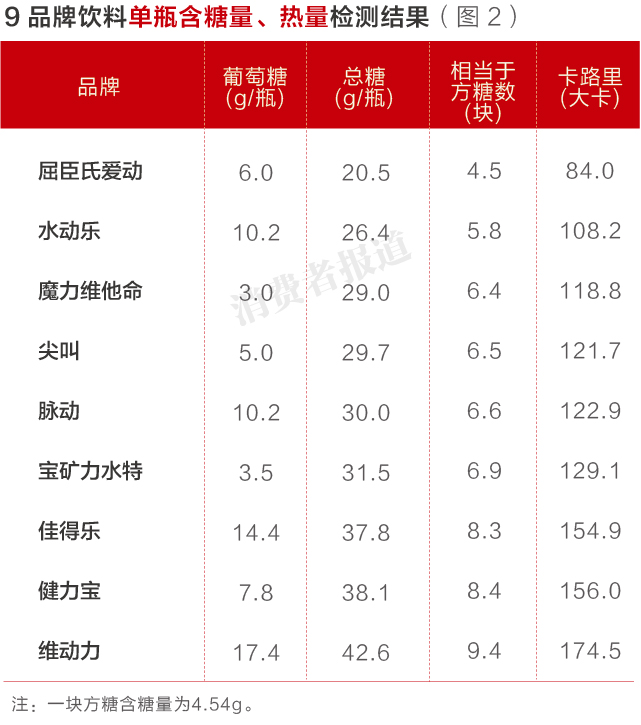 9品牌饮料单瓶含糖量、热量检测结果（图2）
品牌 葡萄糖(g/瓶) 总糖(g/瓶) 相当于方糖数(块) 卡路里(大卡)
屈臣氏爱动 6.0 20.5 4.5 84.0
水动乐 10.2 26.4 5.8 108.2
魔力维他命 3.0 29.0 6.4 118.8
尖叫 5.0 29.7 6.5 121.7
脉动 10.2 30.0 6.6 122.9
宝矿力水特 3.5 31.5 6.9 129.1
佳得乐 14.4 37.8 8.3 154.9
健力宝 7.8 38.1 8.4 156.0
维动力 17.4 42.6 9.4 174.5
消费者报道
注：一块方糖含糖量为4.54g。